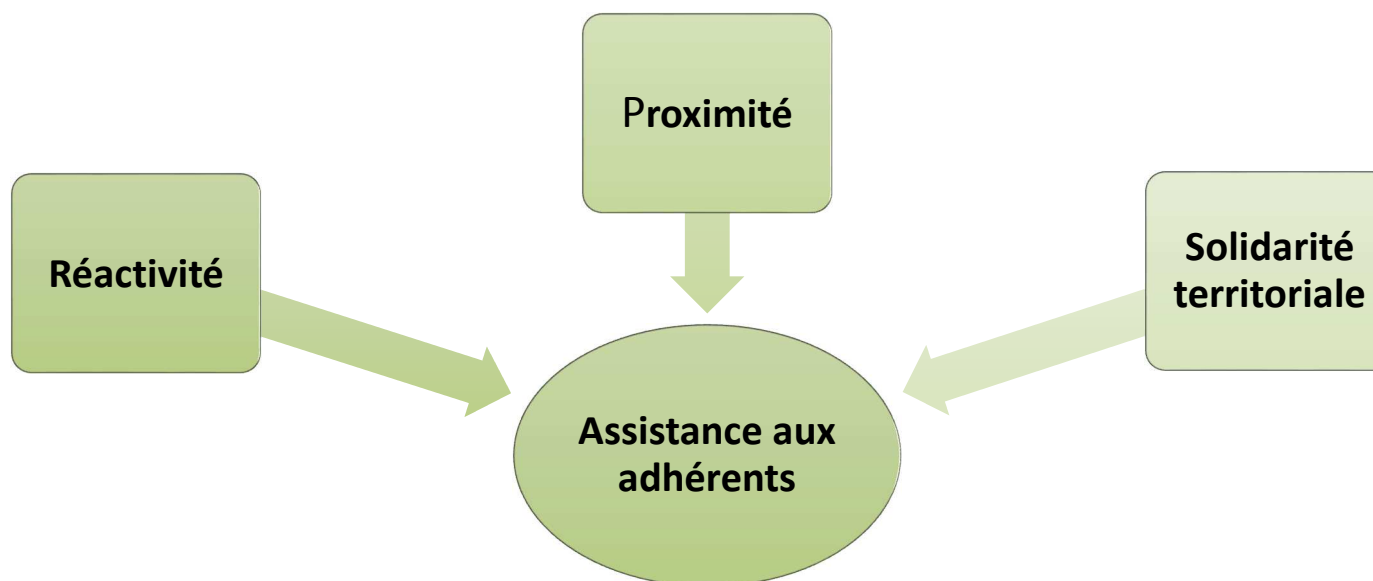 Proximité
Réactivité
Solidarité
territoriale
Assistance aux
adhérents